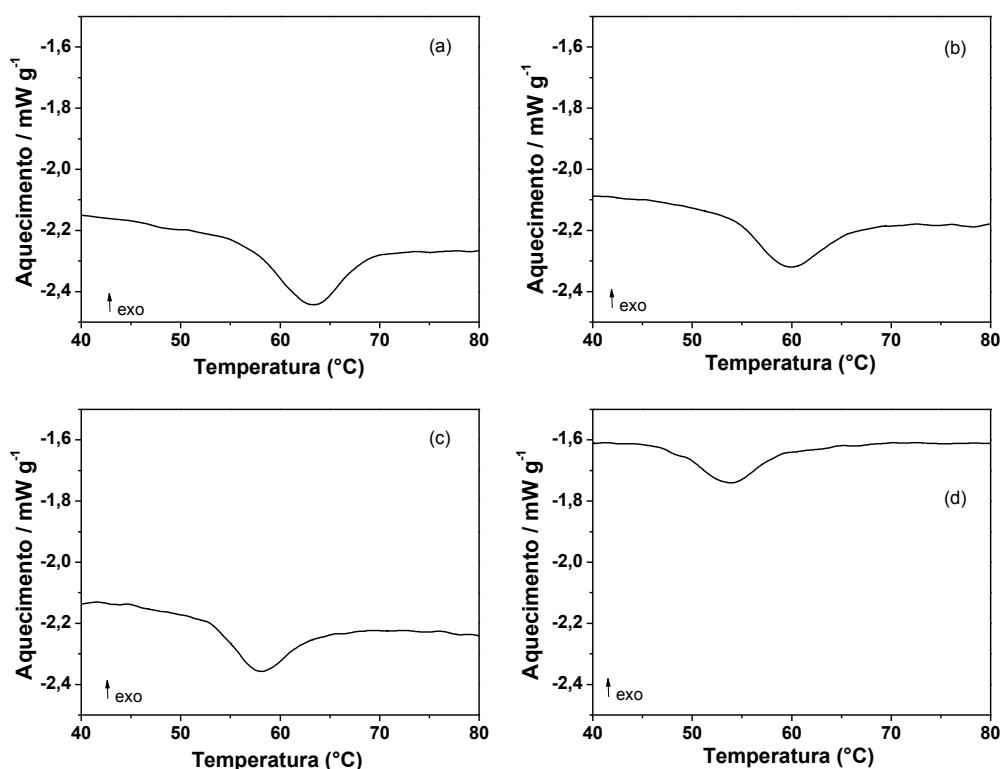 (a)
-1,6
-1,8
-2,0
-2,2
-2,4
Aquecimento / mW g-1
exo
40 50 60 70 80
Temperatura (°C)
(b)
-1,6
-1,8
-2,0
-2,2
-2,4
Aquecimento / mW g-1
exo
40 50 60 70 80
Temperatura (°C)
(c)
-1,6
-1,8
-2,0
-2,2
-2,4
Aquecimento / mW g-1
exo
40 50 60 70 80
Temperatura (°C)
(d)
-1,6
-1,8
-2,0
-2,2
-2,4
Aquecimento / mW g-1
exo
40 50 60 70 80
Temperatura (°C)